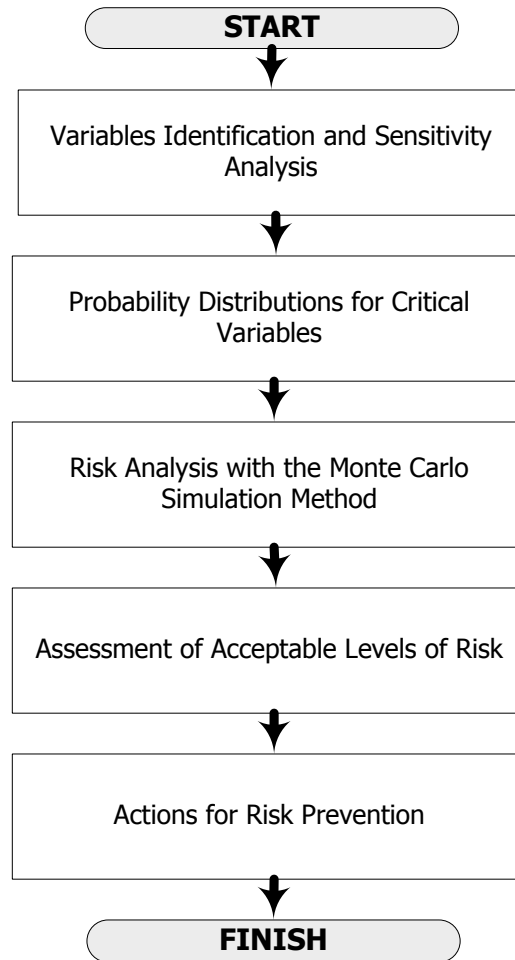 START
Variables Identification and Sensitivity
Analysis
Probability Distributions for Critical
Variables
Risk Analysis with the Monte Carlo
Simulation Method
Assessment of Acceptable Levels of Risk
Actions for Risk Prevention
FINISH